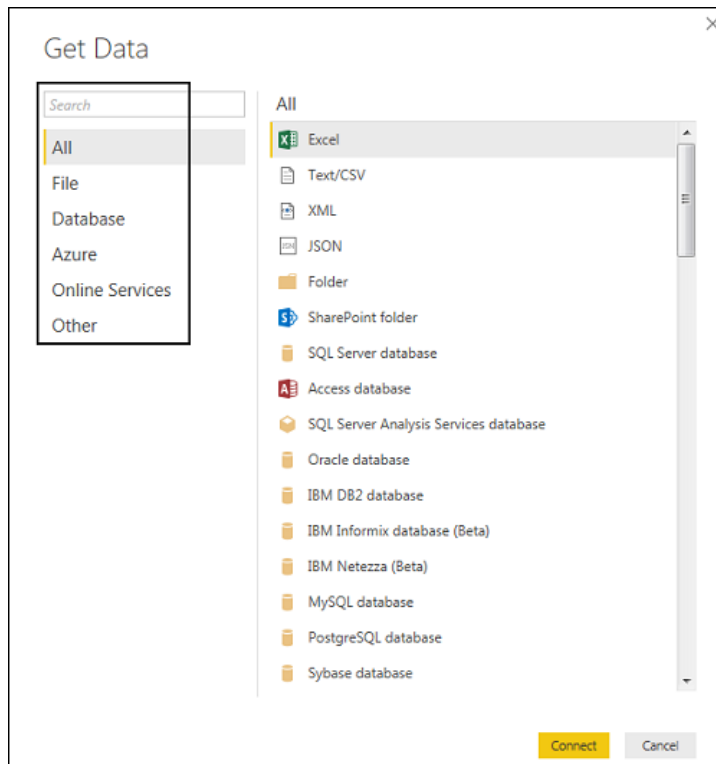 Get Data
Search
All
File
Database
Azure
Online Services
Other
All
Excel
Text/CSV
XML
JSON
Folder
SharePoint folder
SQL Server database
Access database
SQL Server Analysis Services database
Oracle database
IBM DB2 database
IBM Informix database (Beta)
IBM Netezza (Beta)
MySQL database
PostgreSQL database
Sybase database
Connect Cancel